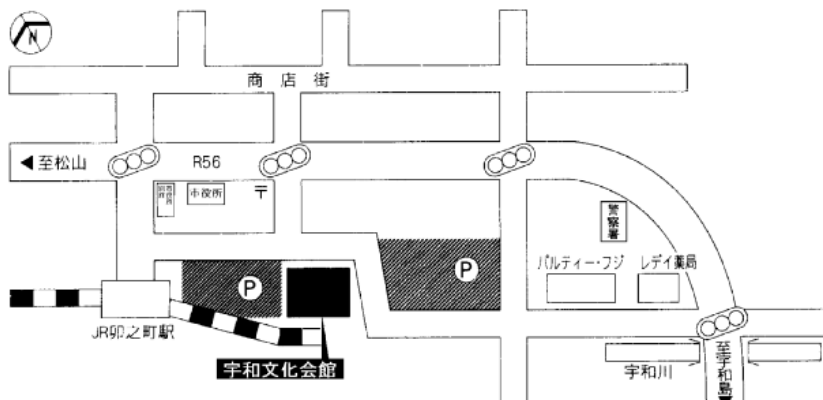 N
商店街
◀至松山
R56
市役所
〒
警察署
P
P
パルティー・フジ
レデイ薬局
JR卯之町駅
宇和文化会館
宇和川
至宇和島